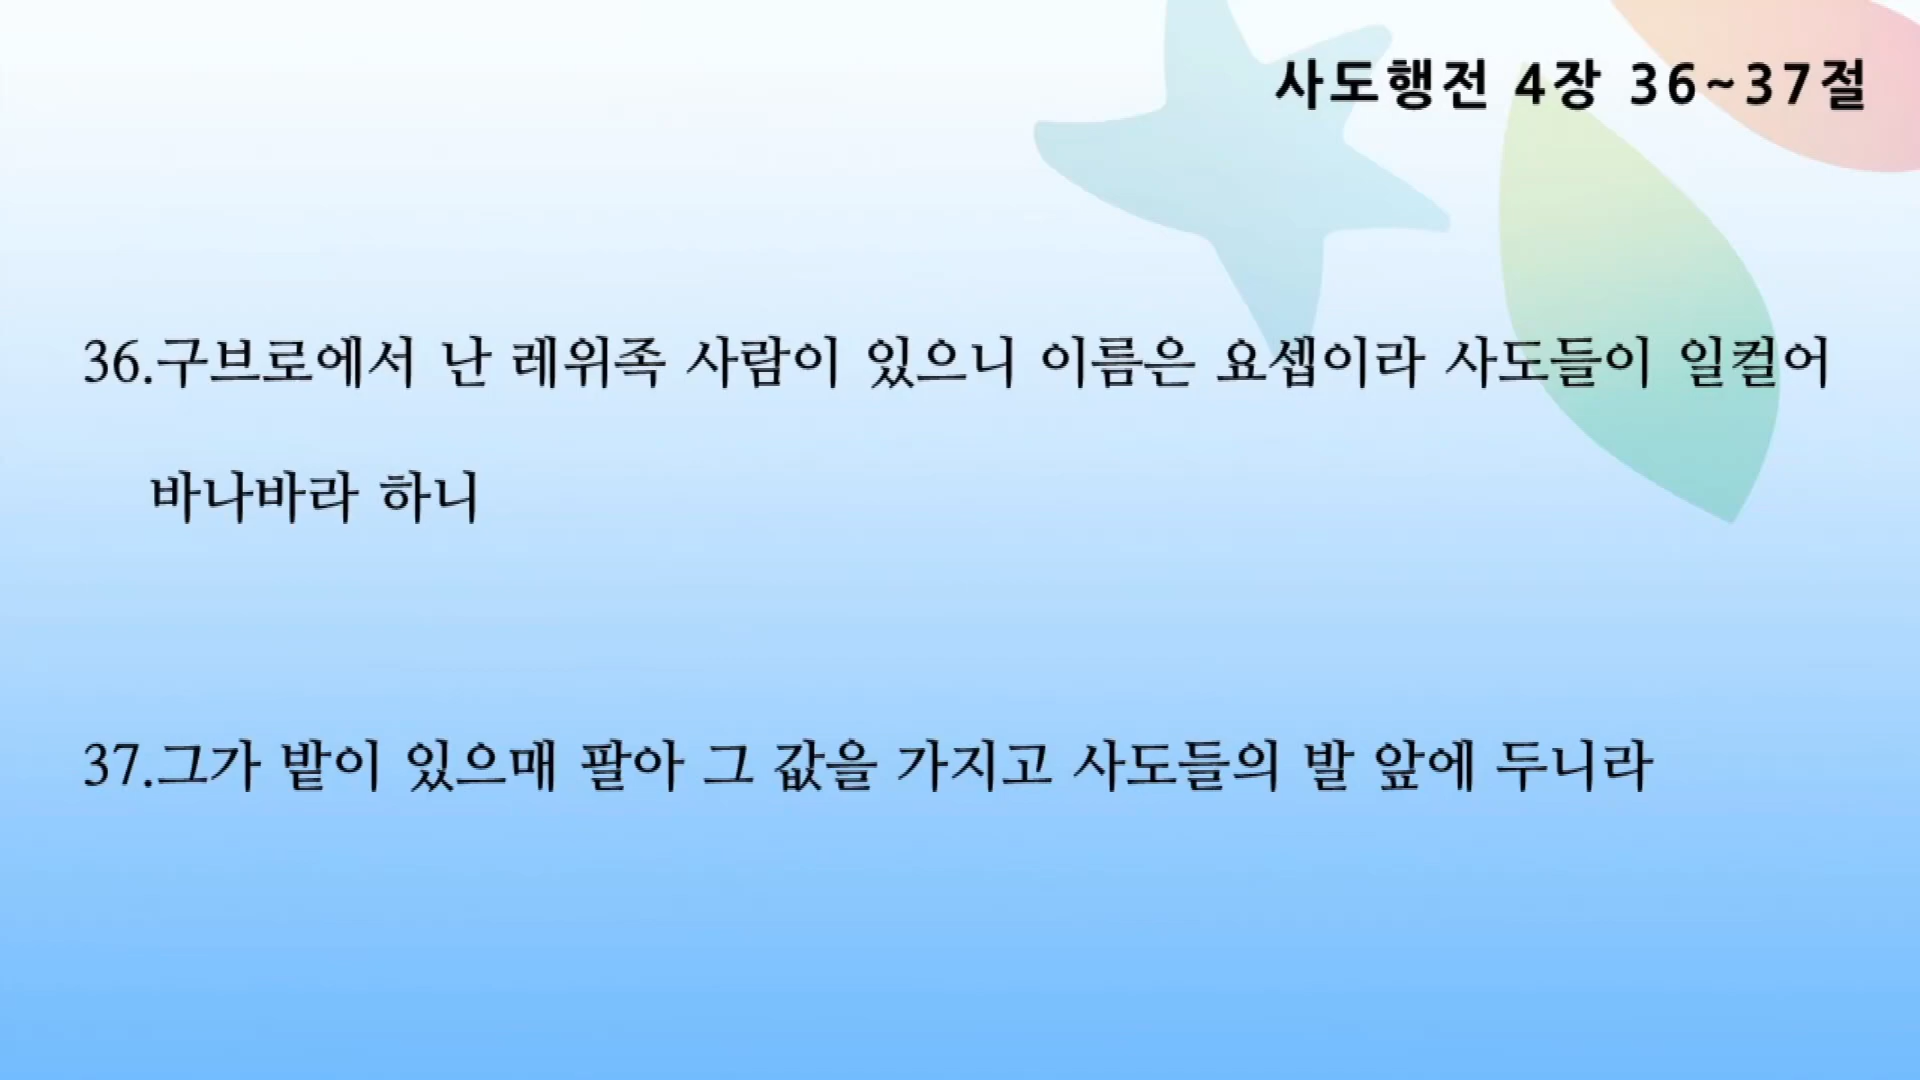 사도행전 4장 36~37절
36.구브로에서 난 레위족 사람이 있으니 이름은 요셉이라 사도들이 일컬어
바나바라 하니
37.그가 밭이 있으매 팔아 그 값을 가지고 사도들의 발 앞에 두니라